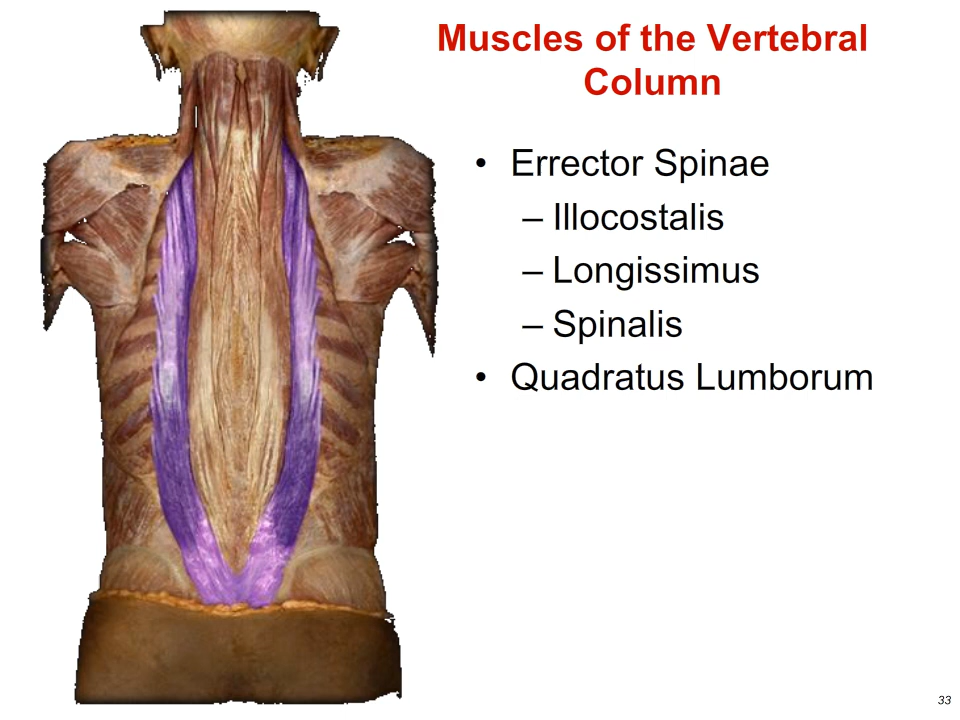 Muscles of the Vertebral
Column
• Errector Spinae
– Illocostalis
– Longissimus
– Spinalis
• Quadratus Lumborum
33